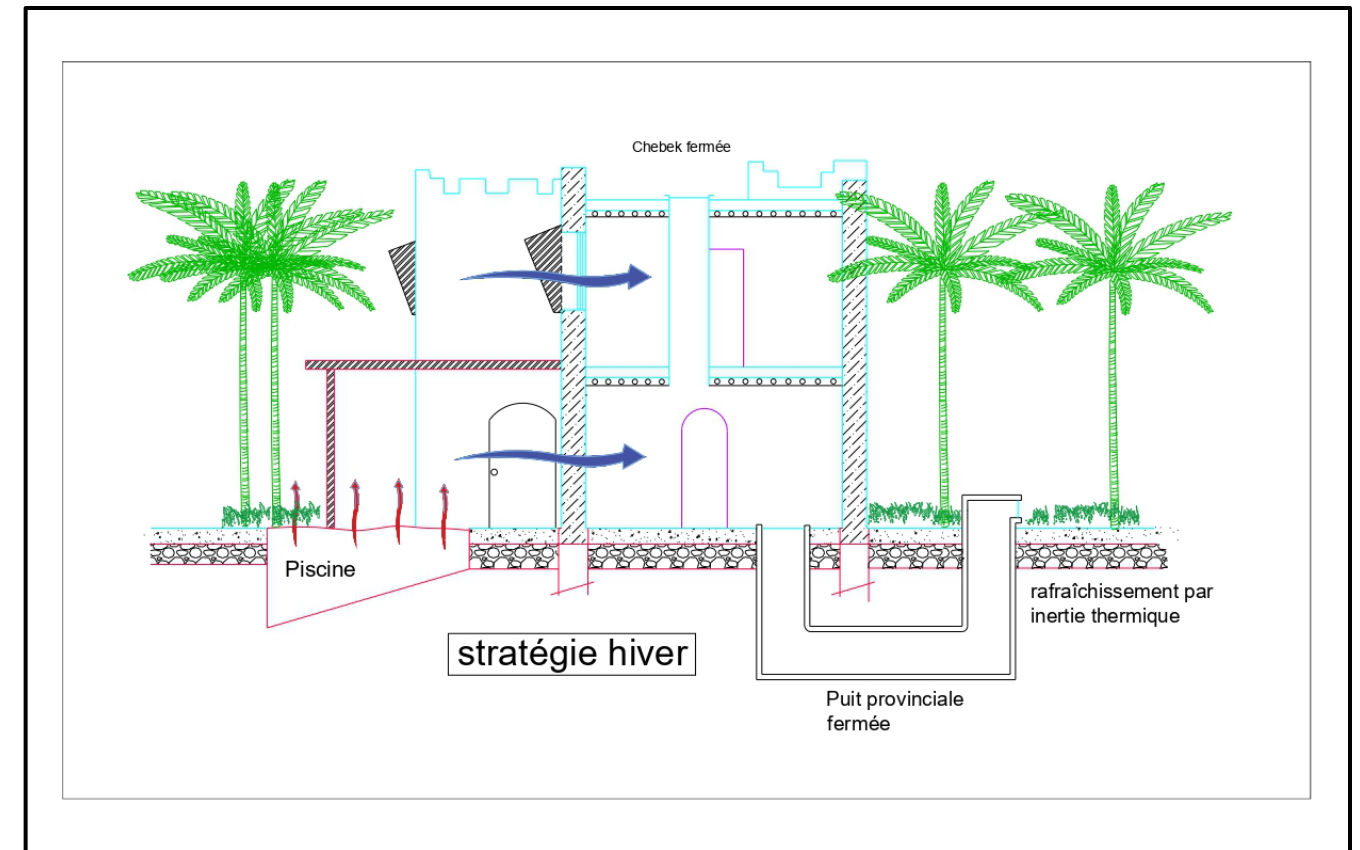 Chebek fermée
Piscine
rafraîchissement par
inertie thermique
stratégie hiver
Puit provinciale
fermée